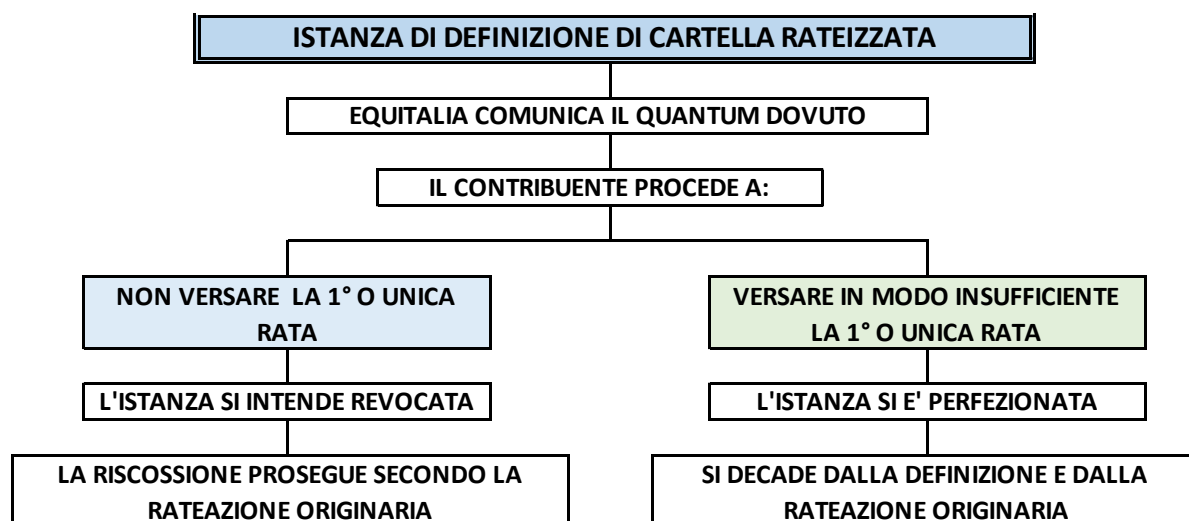 ISTANZA DI DEFINIZIONE DI CARTELLA RATEIZZATA
EQUITALIA COMUNICA IL QUANTUM DOVUTO
IL CONTRIBUENTE PROCEDE A:
NON VERSARE LA 1° O UNICA
RATA
VERSARE IN MODO INSUFFICIENTE
LA 1° O UNICA RATA
L'ISTANZA SI INTENDE REVOCATA
L'ISTANZA SI E' PERFEZIONATA
LA RISCOSSIONE PROSEGUE SECONDO LA
RATEAZIONE ORIGINARIA
SI DECADE DALLA DEFINIZIONE E DALLA
RATEAZIONE ORIGINARIA